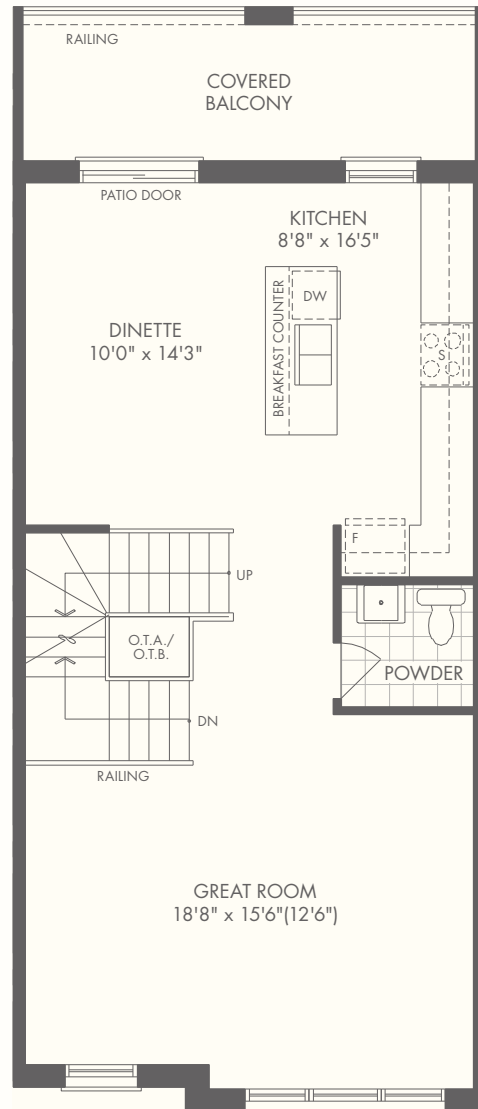 RAILING
COVERED
BALCONY
PATIO DOOR
KITCHEN
8'8" x 16'5"
DW
BREAKFAST COUNTER
DINETTE
10'0" x 14'3"
S
F
UP
O.T.A./
O.T.B.
POWDER
DN
RAILING
GREAT ROOM
18'8" x 15'6"(12'6")